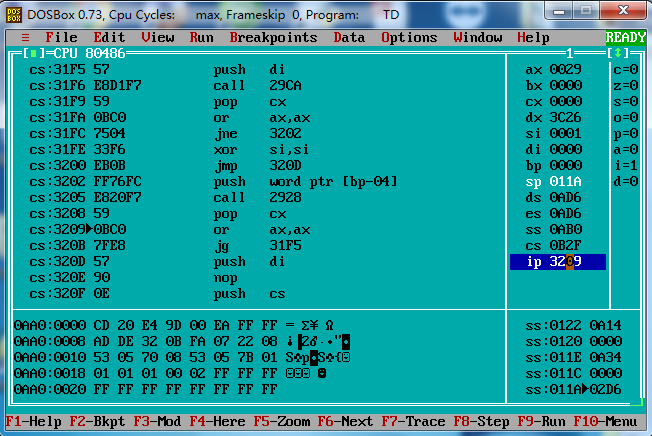 DOSBox 0.73, Cpu Cycles: max, Frameskip 0, Program: TD
≡ File Edit View Run Breakpoints Data Options Window Help READY
[■]=CPU 80486 1 [↕]
cs:31F5 57 push di ax 0029 c=0
cs:31F6 E8D1F7 call 29CA bx 0000 z=0
cs:31F9 59 pop cx cx 0000 s=0
cs:31FA 0BC0 or ax,ax dx 3C26 o=0
cs:31FC 7504 jne 3202 si 0001 p=0
cs:31FE 33F6 xor si,si di 0000 a=0
cs:3200 EB0B jmp 320D bp 0000 i=1
cs:3202 FF76FC push word ptr [bp-04] sp 011A d=0
cs:3205 E820F7 call 2928 ds 0AD6
cs:3208 59 pop cx es 0AD6
cs:3209►0BC0 or ax,ax ss 0AB0
cs:320B 7FE8 jg 31F5 cs 0B2F
cs:320D 57 push di ip 3209
cs:320E 90 nop
cs:320F 0E push cs
0AA0:0000 CD 20 E4 9D 00 EA FF FF = Σ¥ Ω ss:0122 0A14
0AA0:0008 AD DE 32 0B FA 07 22 08 ss:0120 0000
0AA0:0010 53 05 70 08 53 05 7B 01 S♣p◘S♣{☺ ss:011E 0A34
0AA0:0018 01 01 01 00 02 FF FF FF ☺☺☺ ☻ ss:011C 0000
0AA0:0020 FF FF FF FF FF FF FF FF ss:011A►02D6
F1-Help F2-Bkpt F3-Mod F4-Here F5-Zoom F6-Next F7-Trace F8-Step F9-Run F10-Menu